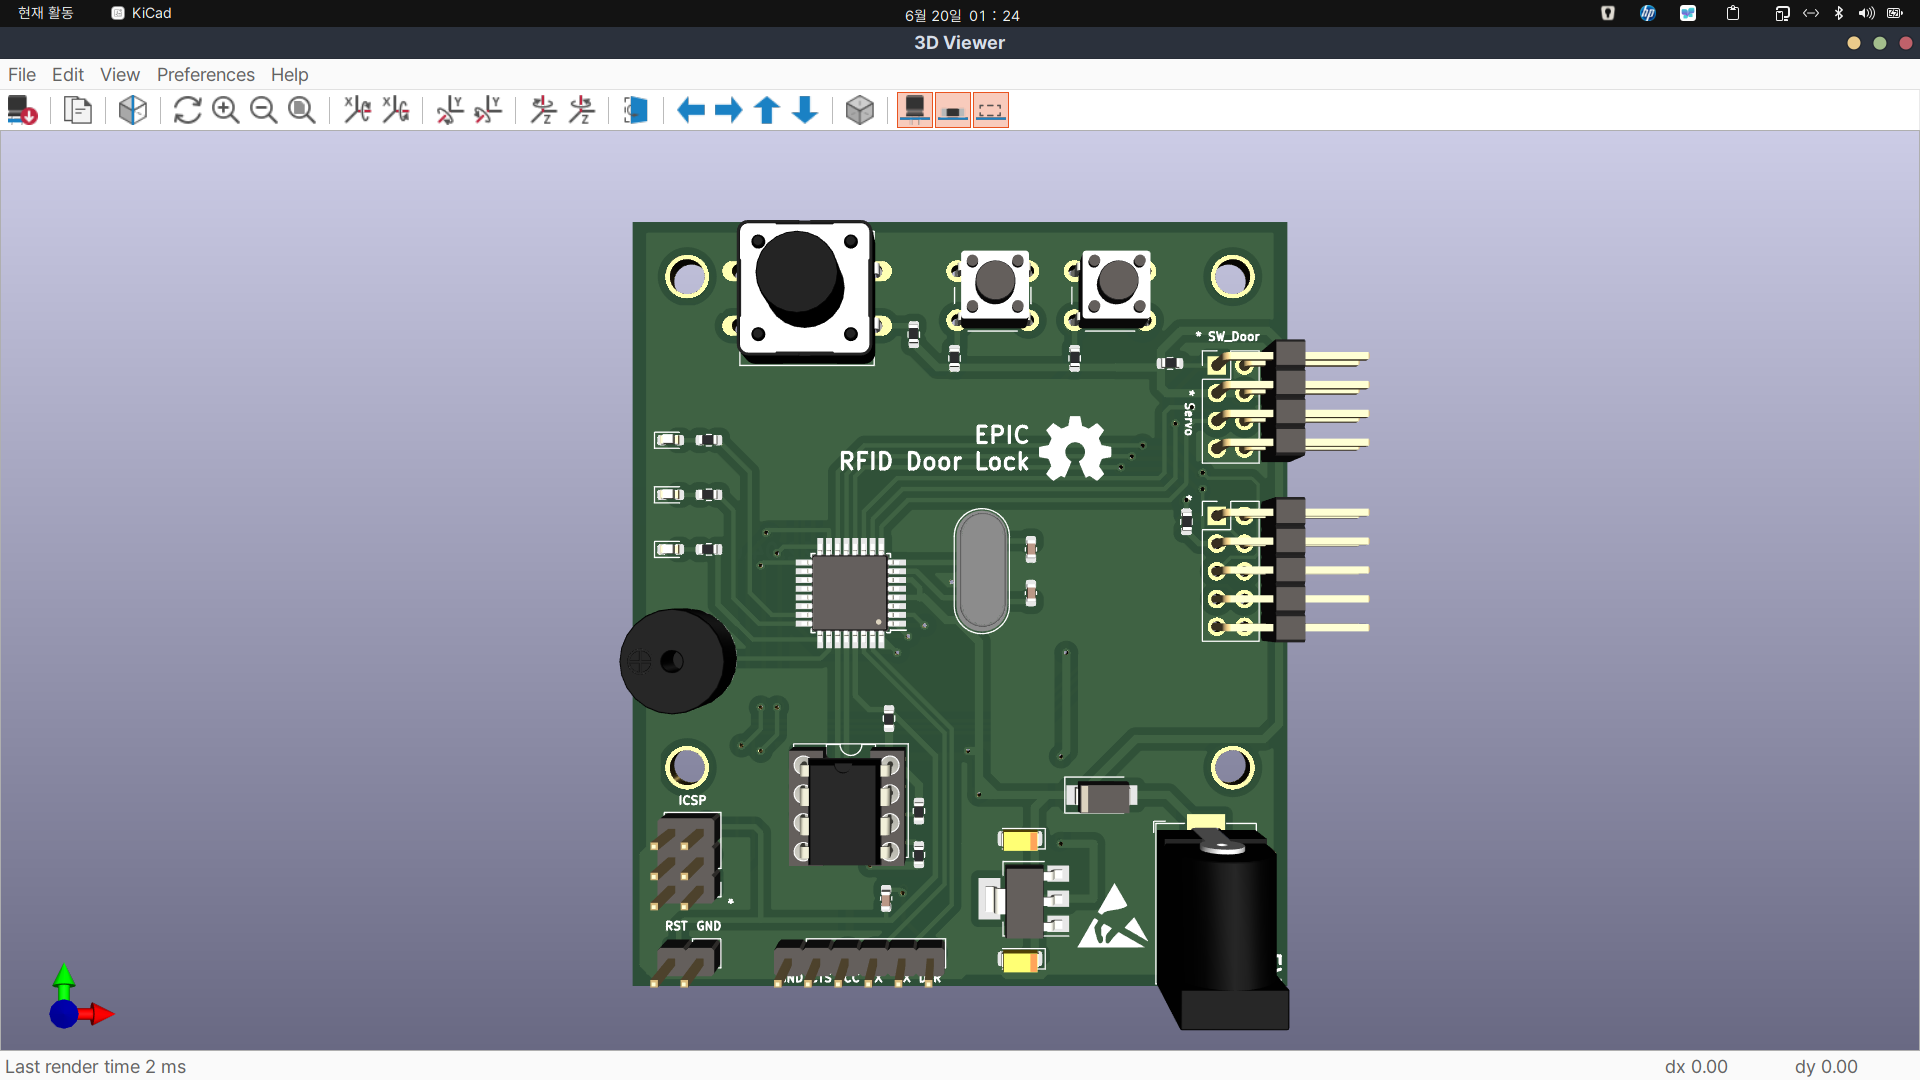 현재 활동 KiCad 6월 20일 01 : 24
3D Viewer
File Edit View Preferences Help
* SW_Door
* Servo
EPIC
RFID Door Lock
*
ICSP
*
RST GND
Last render time 2 ms dx 0.00 dy 0.00